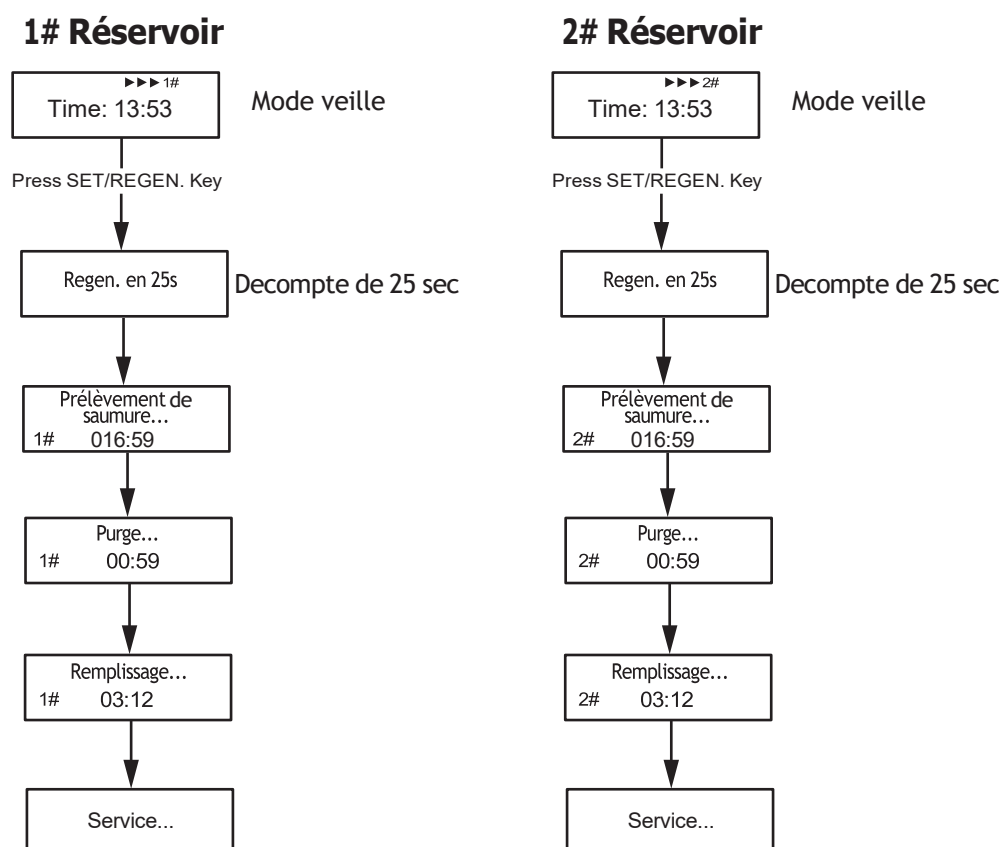 1# Réservoir
►►►1#
Time: 13:53
Mode veille
Press SET/REGEN. Key
Regen. en 25s
Decompte de 25 sec
Prélèvement de
saumure...
1# 016:59
Purge...
1# 00:59
Remplissage...
1# 03:12
Service...
2# Réservoir
►►►2#
Time: 13:53
Mode veille
Press SET/REGEN. Key
Regen. en 25s
Decompte de 25 sec
Prélèvement de
saumure...
2# 016:59
Purge...
2# 00:59
Remplissage...
2# 03:12
Service...